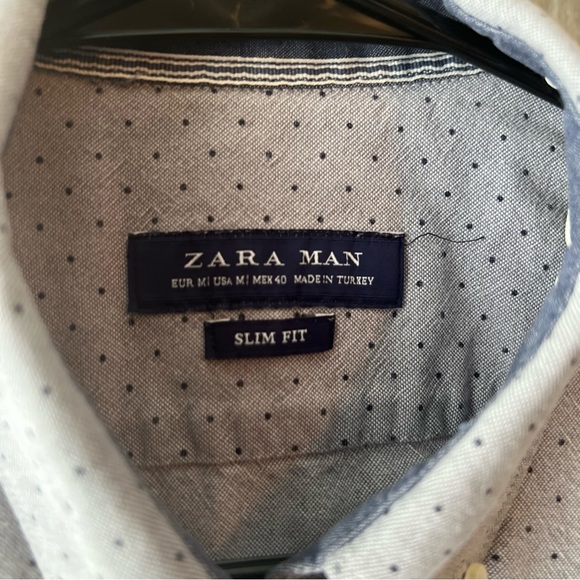 ZARA MAN
EUR M| USA M| MEX 40 MADE IN TURKEY
SLIM FIT